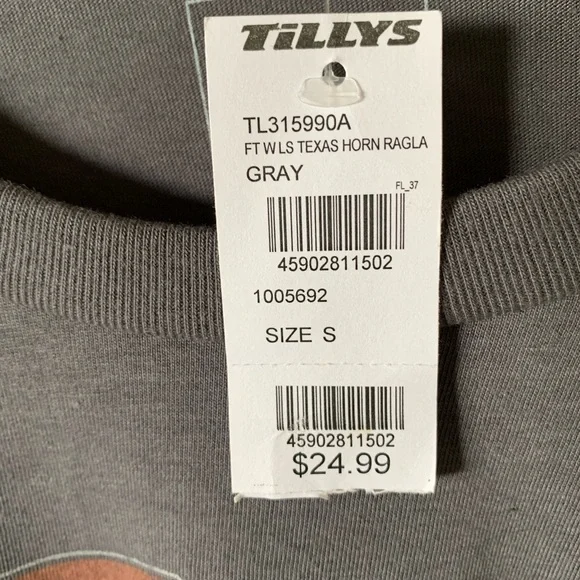 TiLLYS
TL315990A
FT W LS TEXAS HORN RAGLA
GRAY
FL_37
45902811502
1005692
SIZE S
45902811502
$24.99